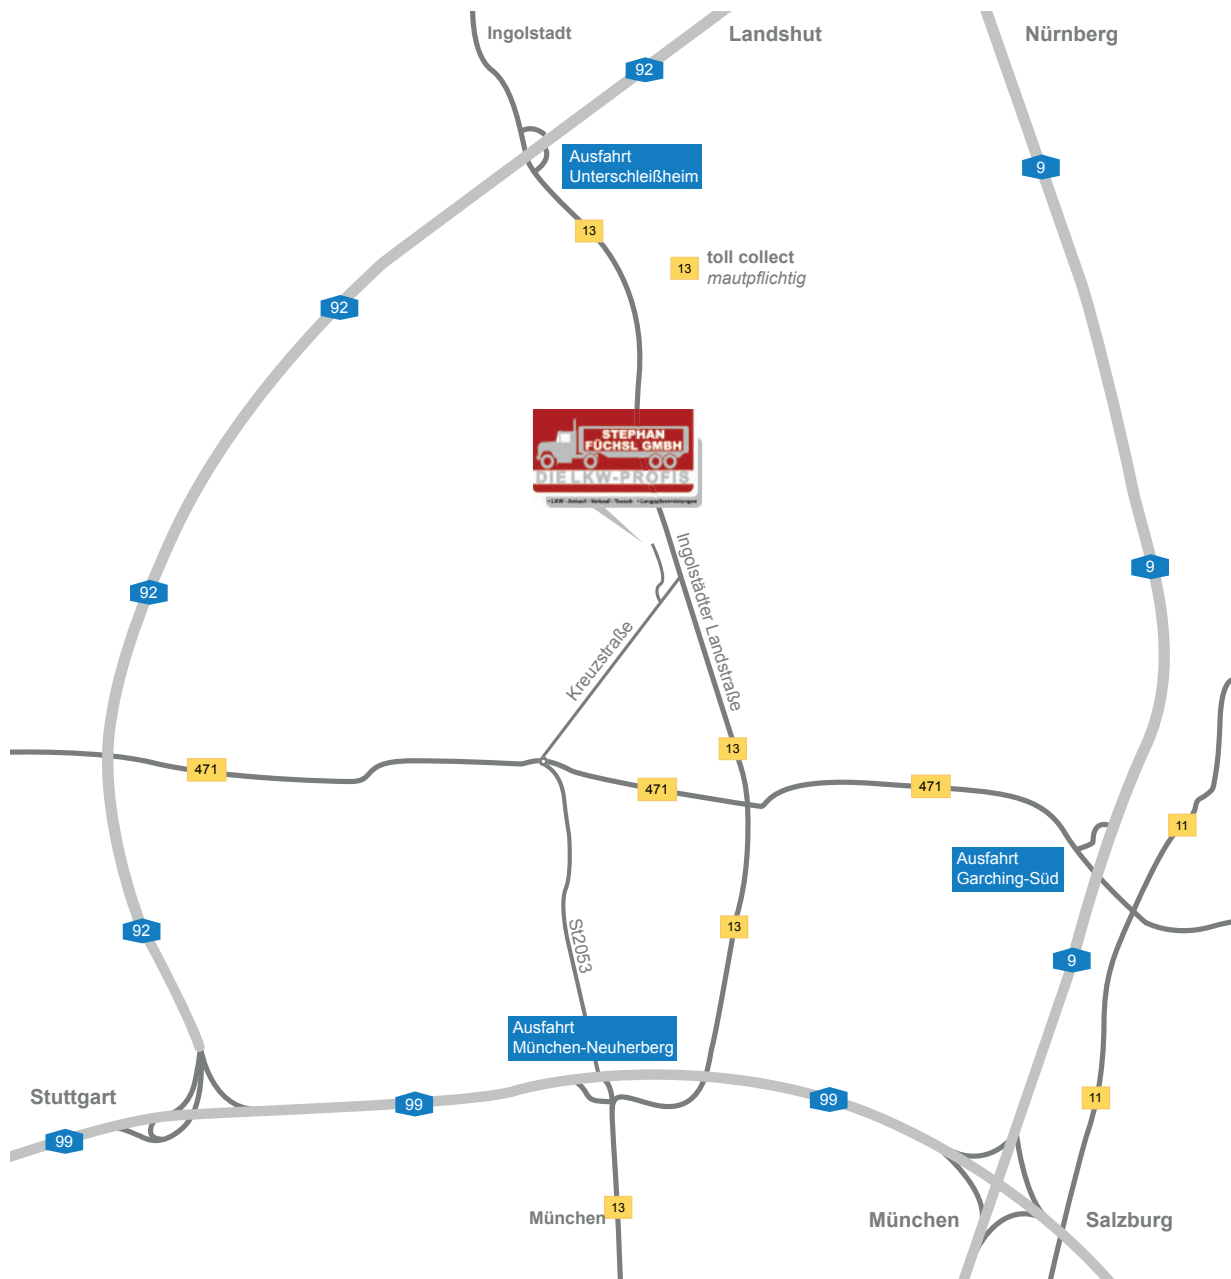 Ingolstadt
Landshut
Nürnberg
92
Ausfahrt
Unterschleißheim
9
13
13
toll collect
mautpflichtig
92
STEPHAN
FÜCHSL GMBH
DIE LKW-PROFIS
Ingolstädter Landstraße
9
92
Kreuzstraße
13
471
471
471
11
Ausfahrt
Garching-Süd
92
13
St2053
9
Ausfahrt
München-Neuherberg
Stuttgart
99
99
11
99
13
München
München
Salzburg